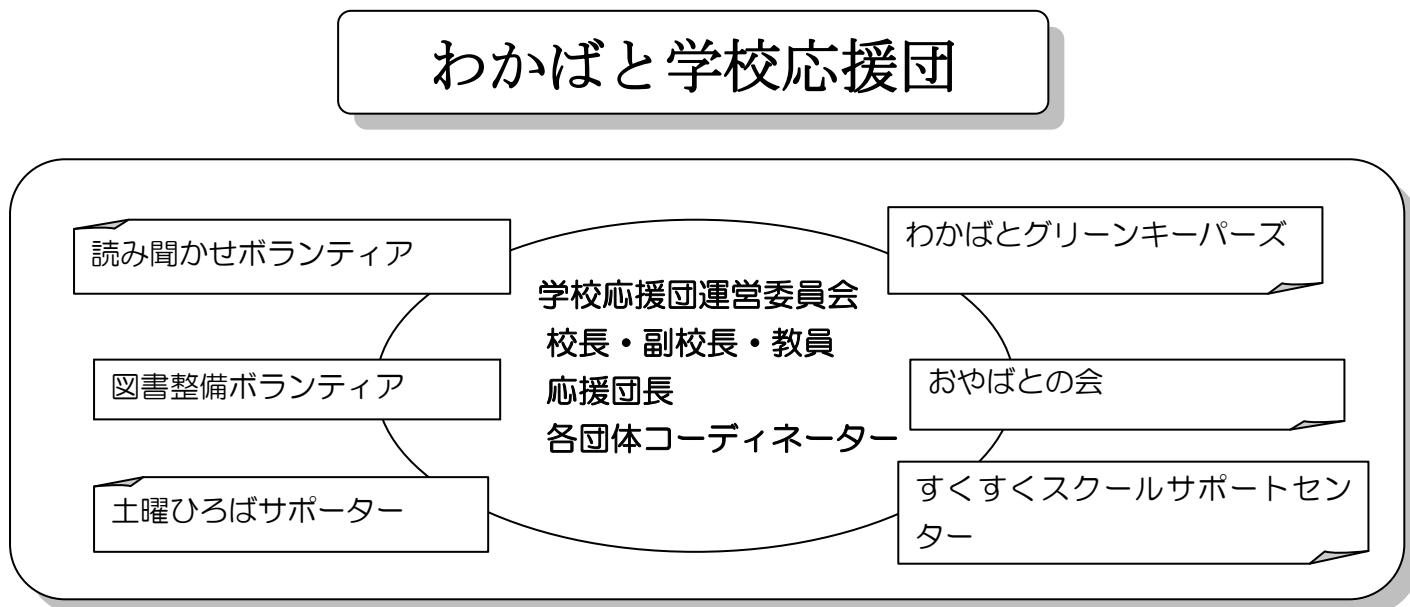 わかばと学校応援団
読み聞かせボランティア
図書整備ボランティア
土曜ひろばサポーター
学校応援団運営委員会
校長・副校長・教員
応援団長
各団体コーディネーター
わかばとグリーンキーパーズ
おやばとの会
すくすくスクールサポートセン
ター